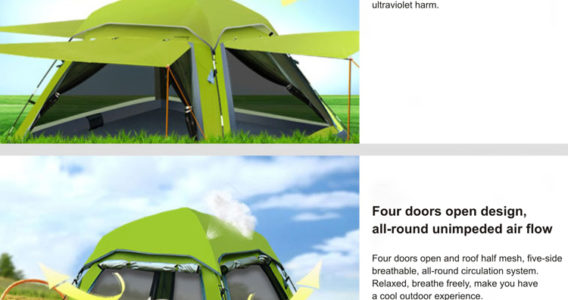 ultraviolet harm.
Four doors open design,
all-round unimpeded air flow
Four doors open and roof half mesh, five-side
breathable, all-round circulation system.
Relaxed, breathe freely, make you have
a cool outdoor experience.